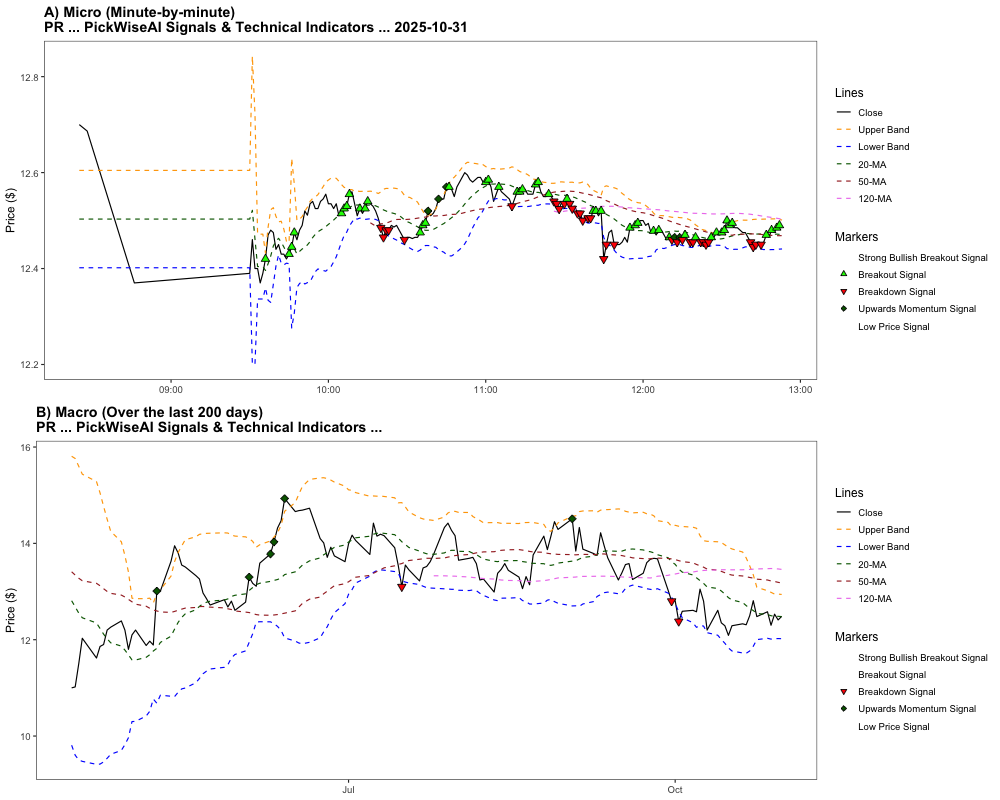 A) Micro (Minute-by-minute)
PR ... PickWiseAI Signals & Technical Indicators ... 2025-10-31
Price ($)
12.8
12.6
12.4
12.2
09:00
10:00
11:00
12:00
13:00
Lines
Close
Upper Band
Lower Band
20-MA
50-MA
120-MA
Markers
Strong Bullish Breakout Signal
Breakout Signal
Breakdown Signal
Upwards Momentum Signal
Low Price Signal
B) Macro (Over the last 200 days)
PR ... PickWiseAI Signals & Technical Indicators ...
Price ($)
16
14
12
10
Jul
Oct
Lines
Close
Upper Band
Lower Band
20-MA
50-MA
120-MA
Markers
Strong Bullish Breakout Signal
Breakout Signal
Breakdown Signal
Upwards Momentum Signal
Low Price Signal